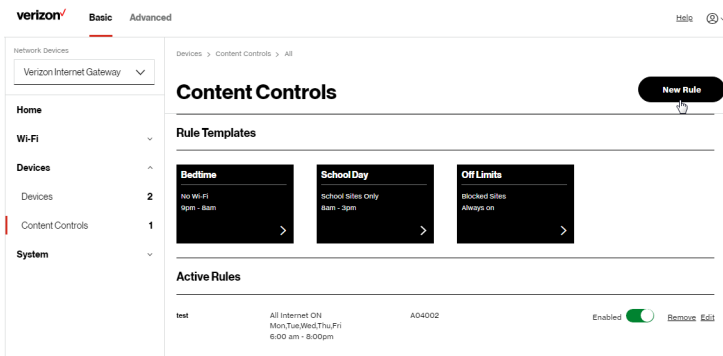 verizon
Basic Advanced
Help
Network Devices
Verizon Internet Gateway
Home
Wi-Fi
Devices
Devices 2
Content Controls 1
System
Devices > Content Controls > All
Content Controls
New Rule
Rule Templates
Bedtime
No Wi-Fi
9pm - 8am
School Day
School Sites Only
8am - 3pm
Off Limits
Blocked Sites
Always on
Active Rules
test
All Internet ON
Mon,Tue,Wed,Thu,Fri
6:00 am - 8:00pm
A04002
Enabled
Remove Edit